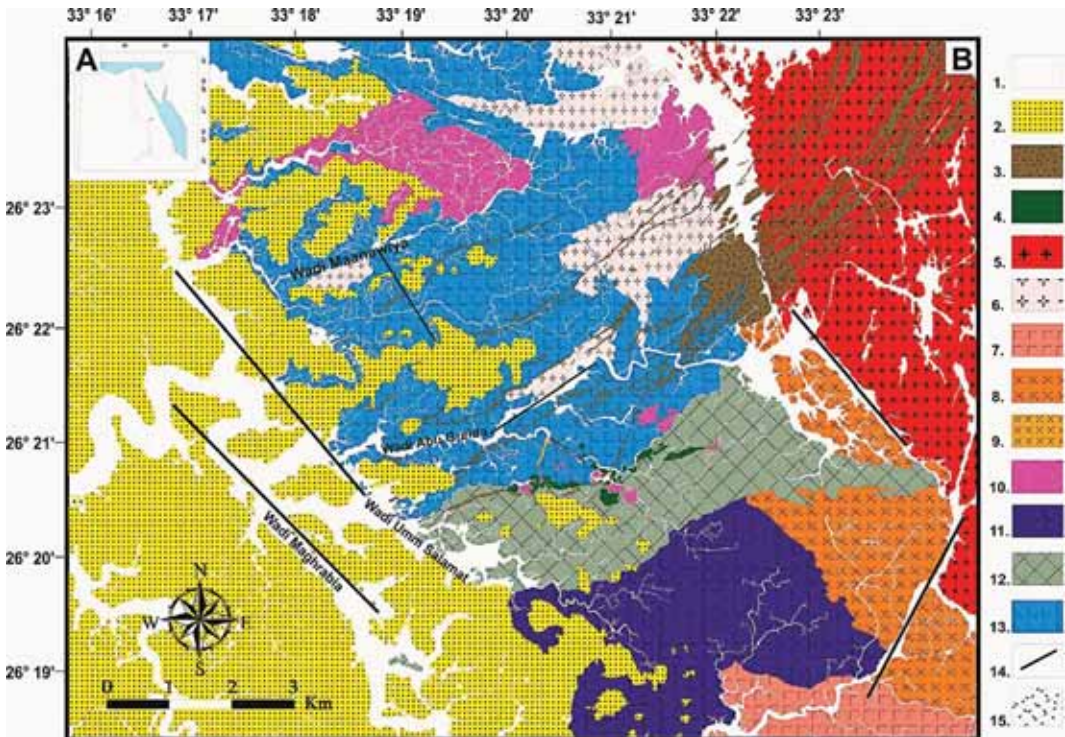 33° 16' 33° 17' 33° 18' 33° 19' 33° 20' 33° 21' 33° 22' 33° 23'
A
B
26° 23'
26° 22'
26° 21'
26° 20'
26° 19'
Wadi Maanawiya
Wadi Abu
Wadi Umm Salamat
Wadi Maghrabia
N
W E
S
0 1 2 3
Km
1.
2.
3.
4.
5.
6.
7.
8.
9.
10.
11.
12.
13.
14.
15.